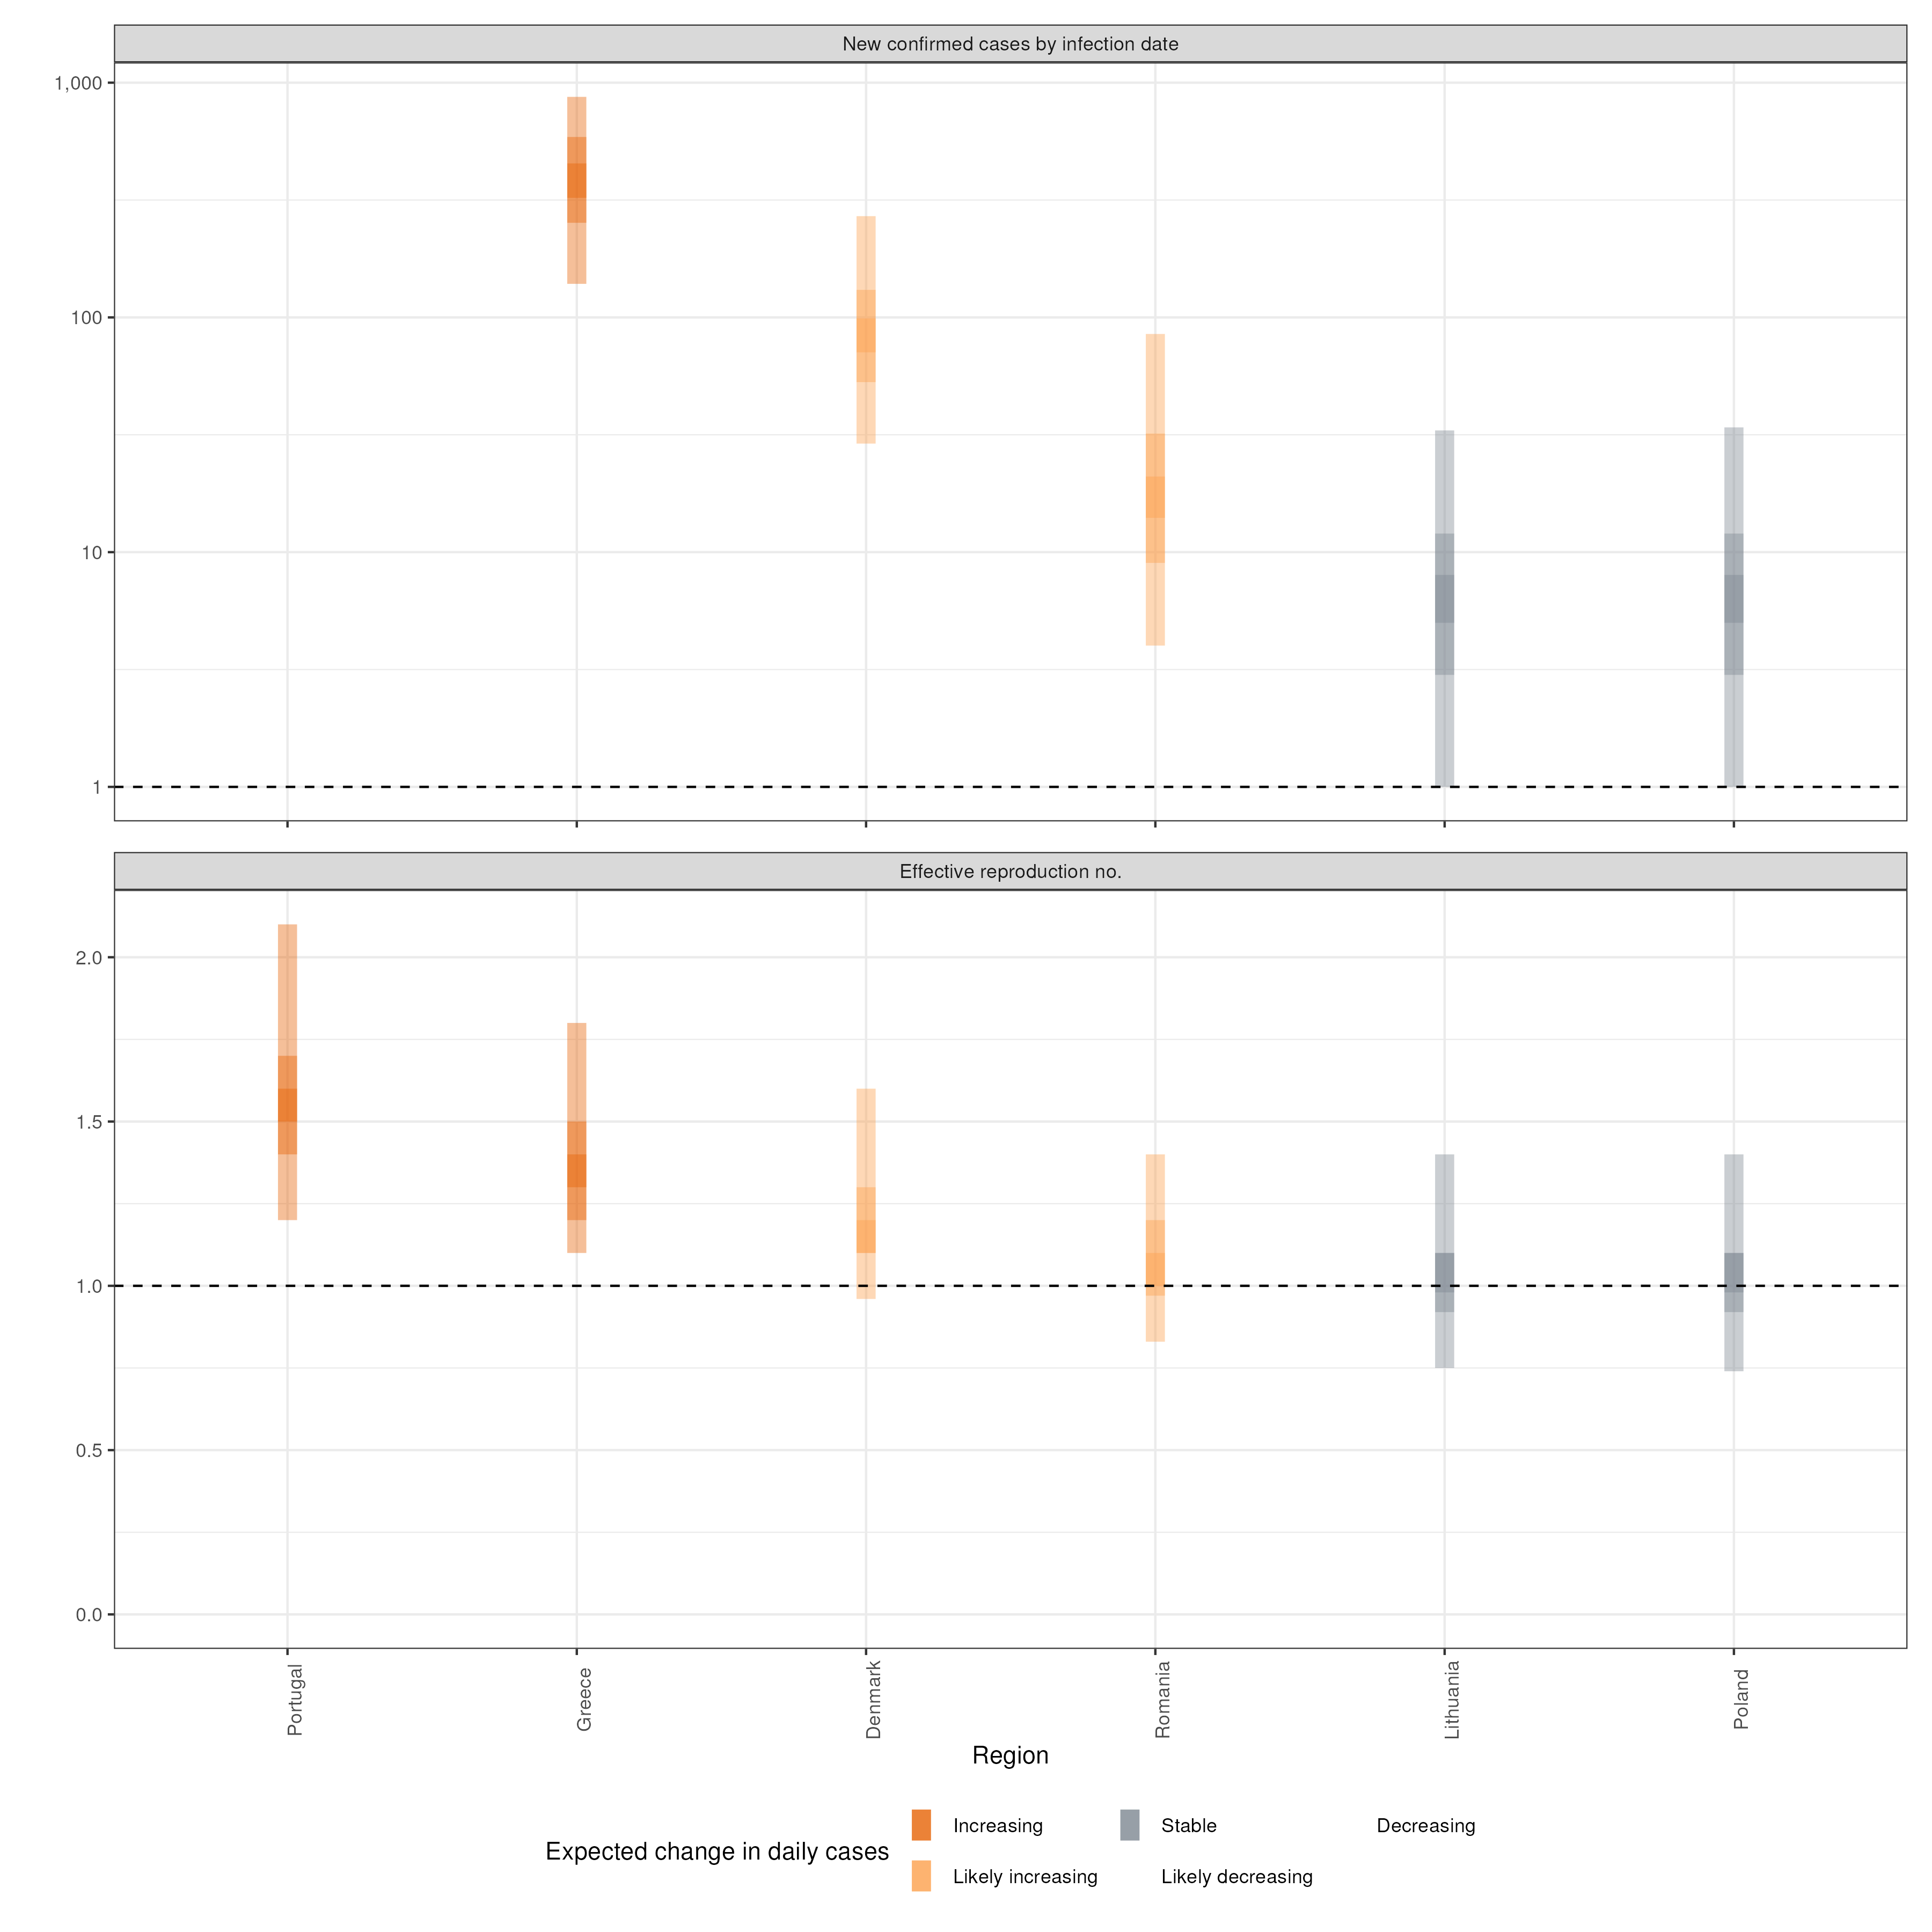 New confirmed cases by infection date
1,000
100
10
1
Effective reproduction no.
2.0
1.5
1.0
0.5
0.0
Portugal
Greece
Denmark
Romania
Lithuania
Poland
Region
Expected change in daily cases
Increasing
Stable
Decreasing
Likely increasing
Likely decreasing